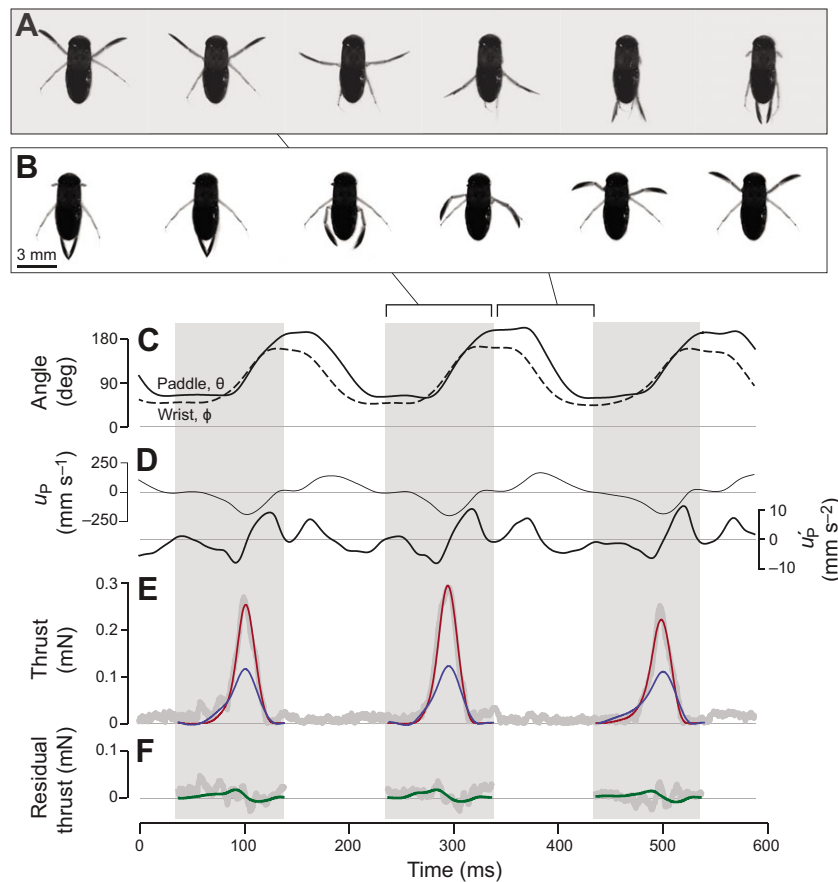 A
B
3 mm
C
180
90
0
Angle
(deg)
Paddle, θ
Wrist, ϕ
D
250
0
−250
uP
(mm s−1)
10
0
−10
u′P
(mm s−2)
E
0.3
0.2
0.1
0
Thrust
(mN)
F
0.1
0
Residual
thrust (mN)
0 100 200 300 400 500 600
Time (ms)